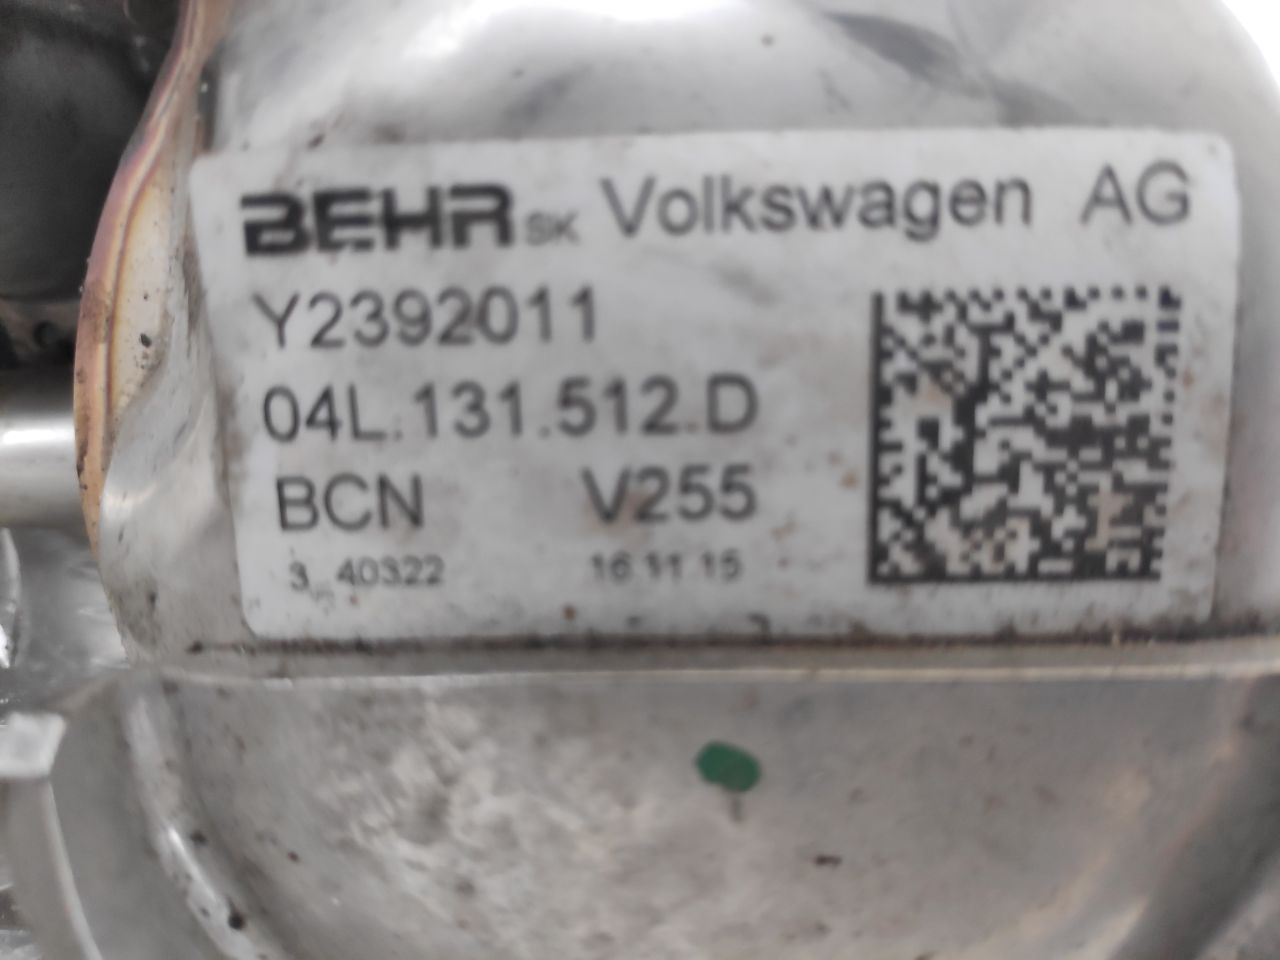 BEHR SK Volkswagen AG
Y2392011
04L.131.512.D
BCN V255
3 40322 16 11 15